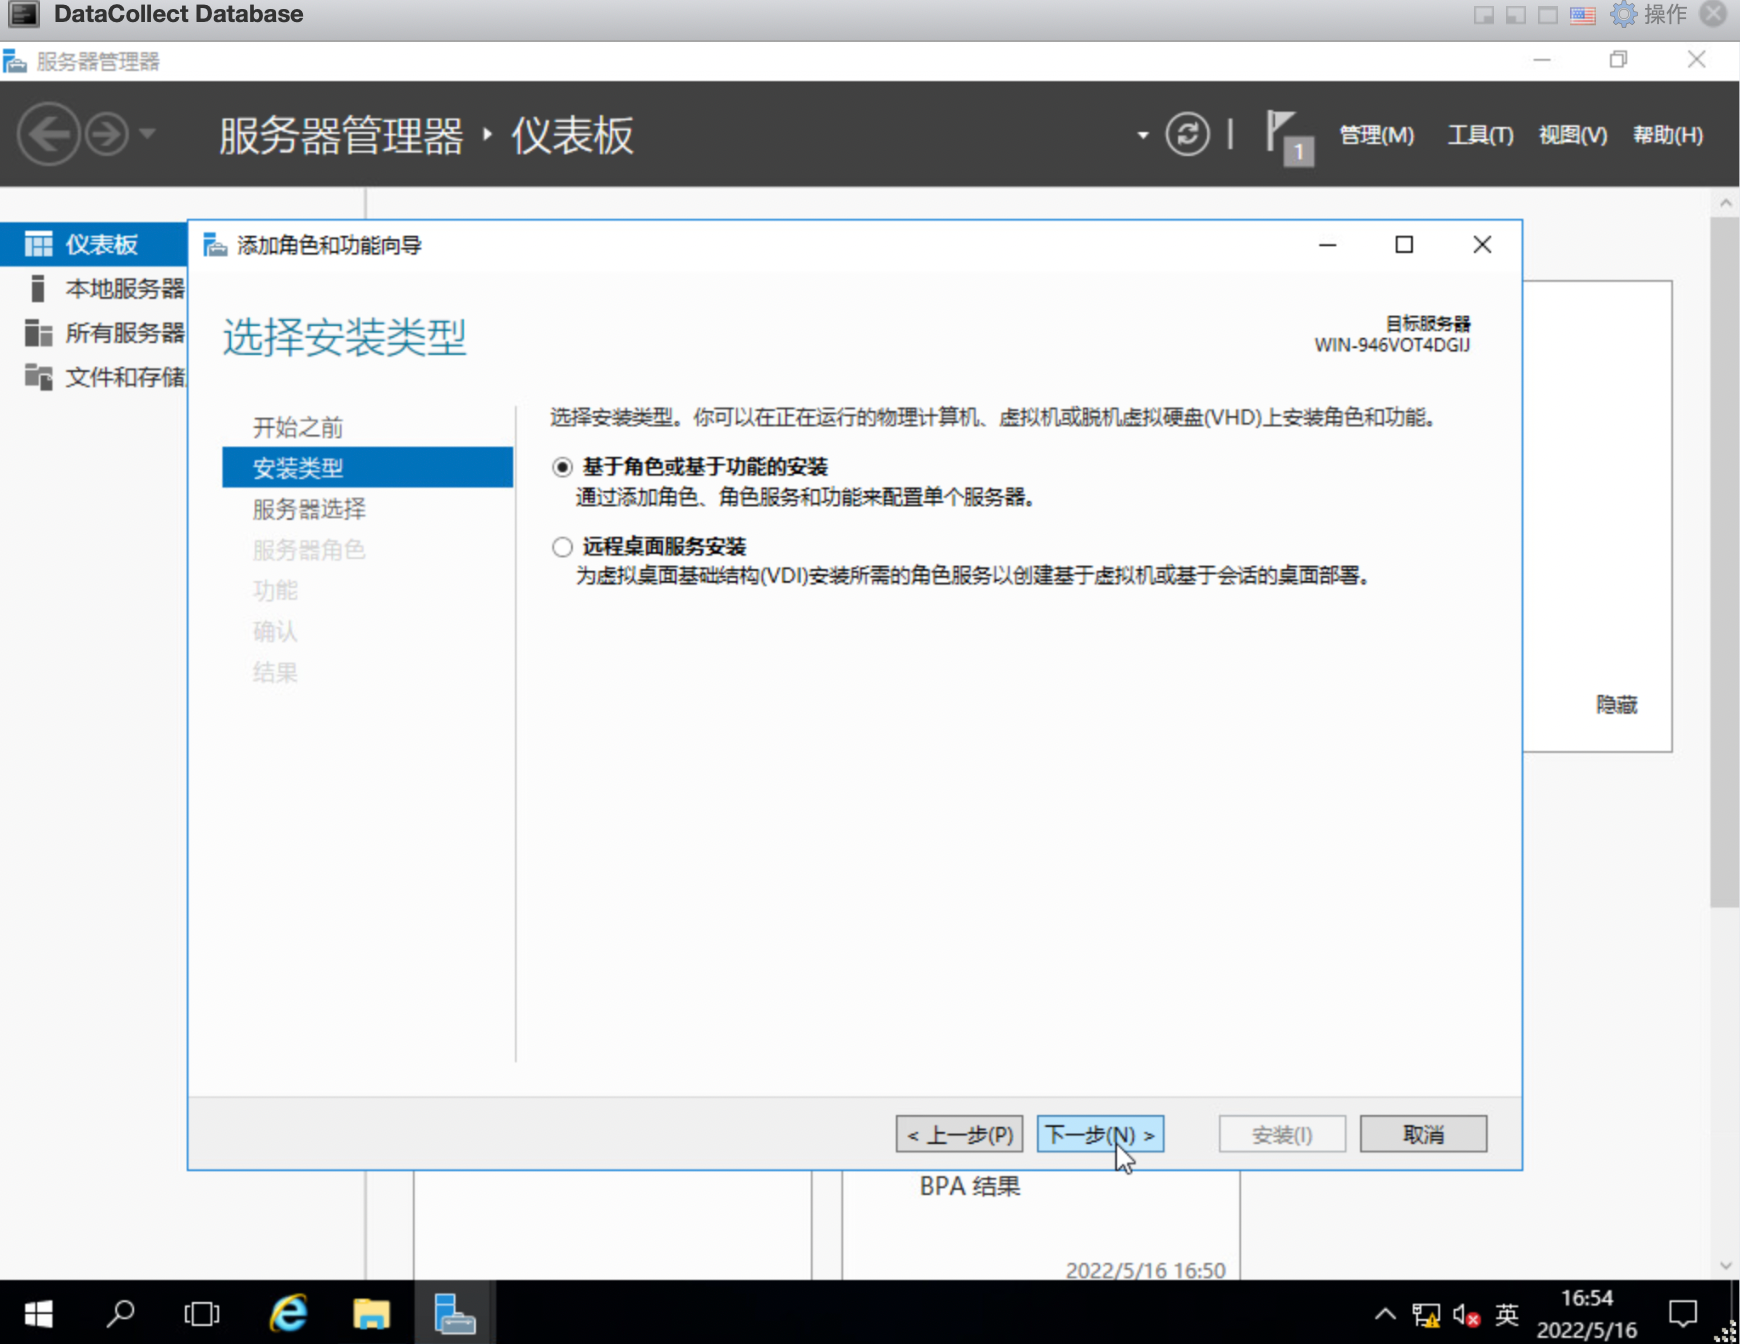 DataCollect Database
操作
服务器管理器
服务器管理器 ‣ 仪表板
1
管理(M) 工具(T) 视图(V) 帮助(H)
仪表板
本地服务器
所有服务器
文件和存储
添加角色和功能向导
选择安装类型
目标服务器
WIN-946VOT4DGIJ
开始之前
安装类型
服务器选择
服务器角色
功能
确认
结果
选择安装类型。你可以在正在运行的物理计算机、虚拟机或脱机虚拟硬盘(VHD)上安装角色和功能。
基于角色或基于功能的安装
通过添加角色、角色服务和功能来配置单个服务器。
远程桌面服务安装
为虚拟桌面基础结构(VDI)安装所需的角色服务以创建基于虚拟机或基于会话的桌面部署。
隐藏
< 上一步(P)
下一步(N) >
安装(I)
取消
BPA 结果
2022/5/16 16:50
英
16:54
2022/5/16